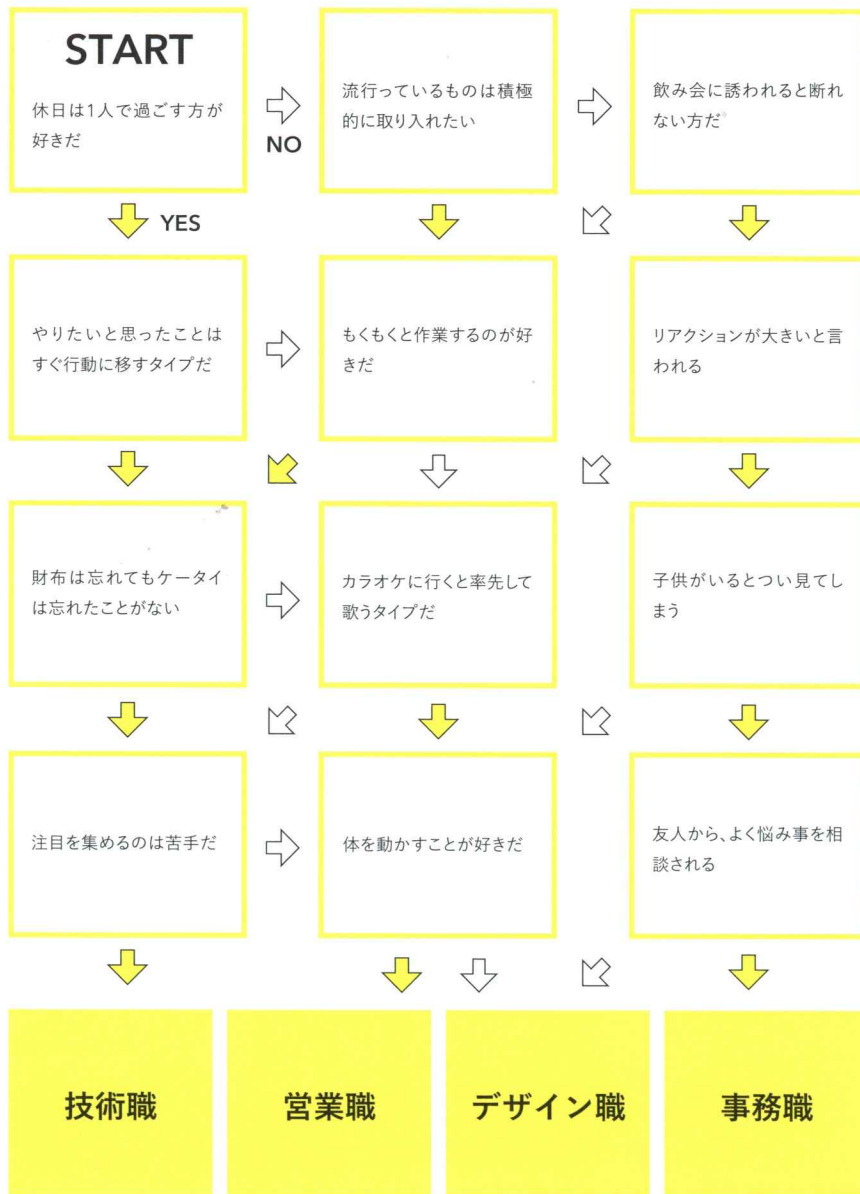 START
休日は1人で過ごす方が
好きだ
NO
流行っているものは積極
的に取り入れたい
飲み会に誘われると断れ
ない方だ
YES
やりたいと思ったことは
すぐ行動に移すタイプだ
もくもくと作業するのが好
きだ
リアクションが大きいと言
われる
財布は忘れてもケータイ
は忘れたことがない
カラオケに行くと率先して
歌うタイプだ
子供がいるとつい見てし
まう
注目を集めるのは苦手だ
体を動かすことが好きだ
友人から、よく悩み事を相
談される
技術職
営業職
デザイン職
事務職